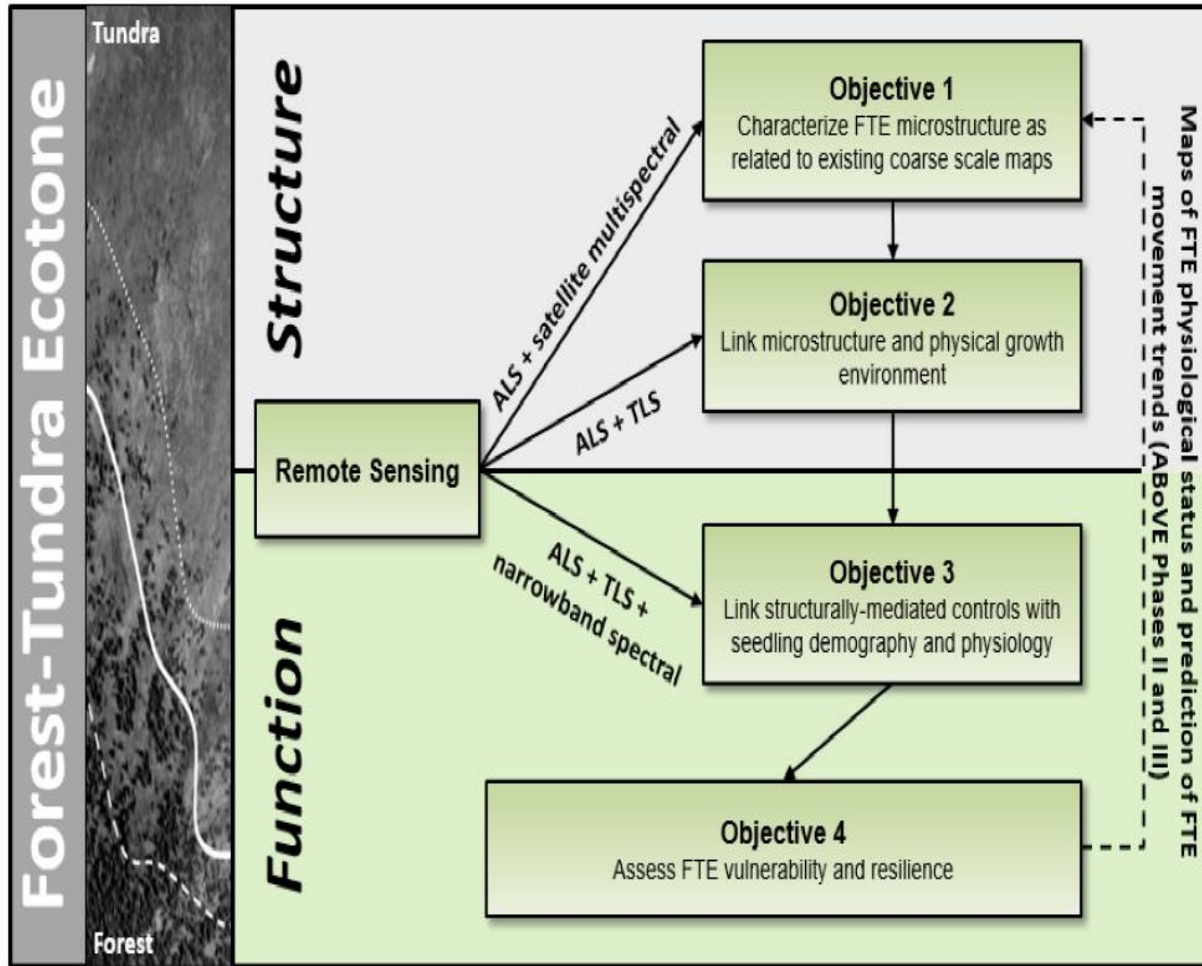 Forest-Tundra Ecotone
Tundra
Forest
Structure
Function
Remote Sensing
ALS + satellite multispectral
ALS + TLS
ALS + TLS +
narrowband spectral
Objective 1
Characterize FTE microstructure as
related to existing coarse scale maps
Objective 2
Link microstructure and physical growth
environment
Objective 3
Link structurally-mediated controls with
seedling demography and physiology
Objective 4
Assess FTE vulnerability and resilience
Maps of FTE physiological status and prediction of FTE
movement trends (ABoVE Phases II and III)